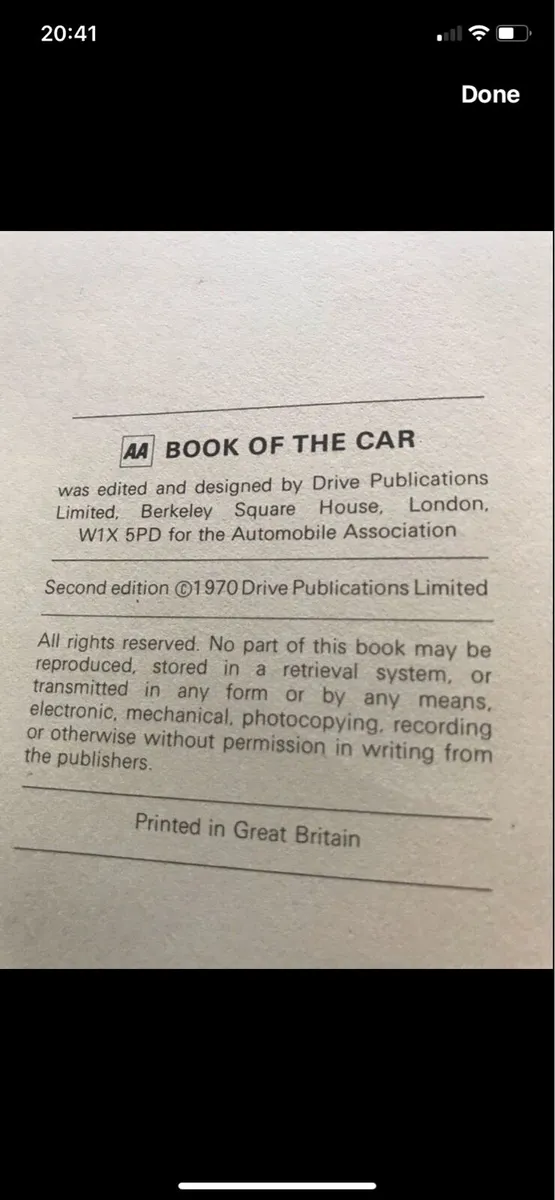 20:41
Done
AA BOOK OF THE CAR
was edited and designed by Drive Publications
Limited, Berkeley Square House, London,
W1X 5PD for the Automobile Association
Second edition ©1970 Drive Publications Limited
All rights reserved. No part of this book may be
reproduced, stored in a retrieval system, or
transmitted in any form or by any means,
electronic, mechanical, photocopying, recording
or otherwise without permission in writing from
the publishers.
Printed in Great Britain